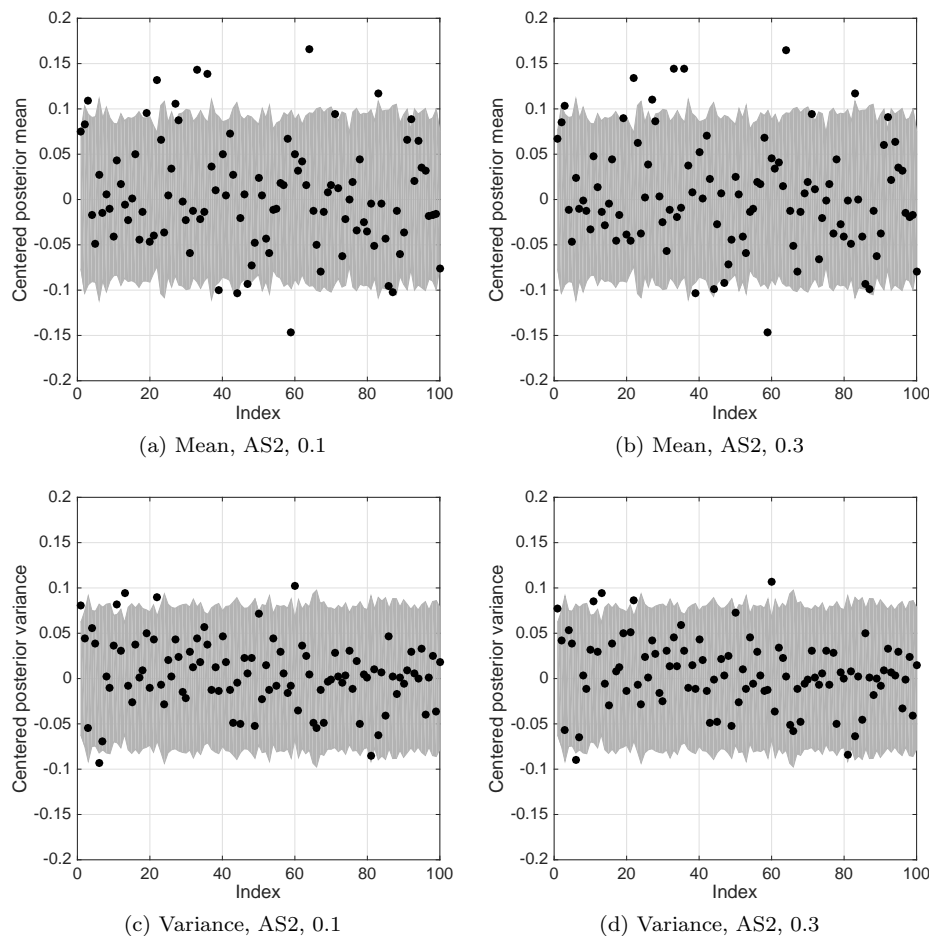 0.2
0.15
0.1
0.05
0
-0.05
-0.1
-0.15
-0.2
Centered posterior mean
0 20 40 60 80 100
Index
(a) Mean, AS2, 0.1
0.2
0.15
0.1
0.05
0
-0.05
-0.1
-0.15
-0.2
Centered posterior mean
0 20 40 60 80 100
Index
(b) Mean, AS2, 0.3
0.2
0.15
0.1
0.05
0
-0.05
-0.1
-0.15
-0.2
Centered posterior variance
0 20 40 60 80 100
Index
(c) Variance, AS2, 0.1
0.2
0.15
0.1
0.05
0
-0.05
-0.1
-0.15
-0.2
Centered posterior variance
0 20 40 60 80 100
Index
(d) Variance, AS2, 0.3